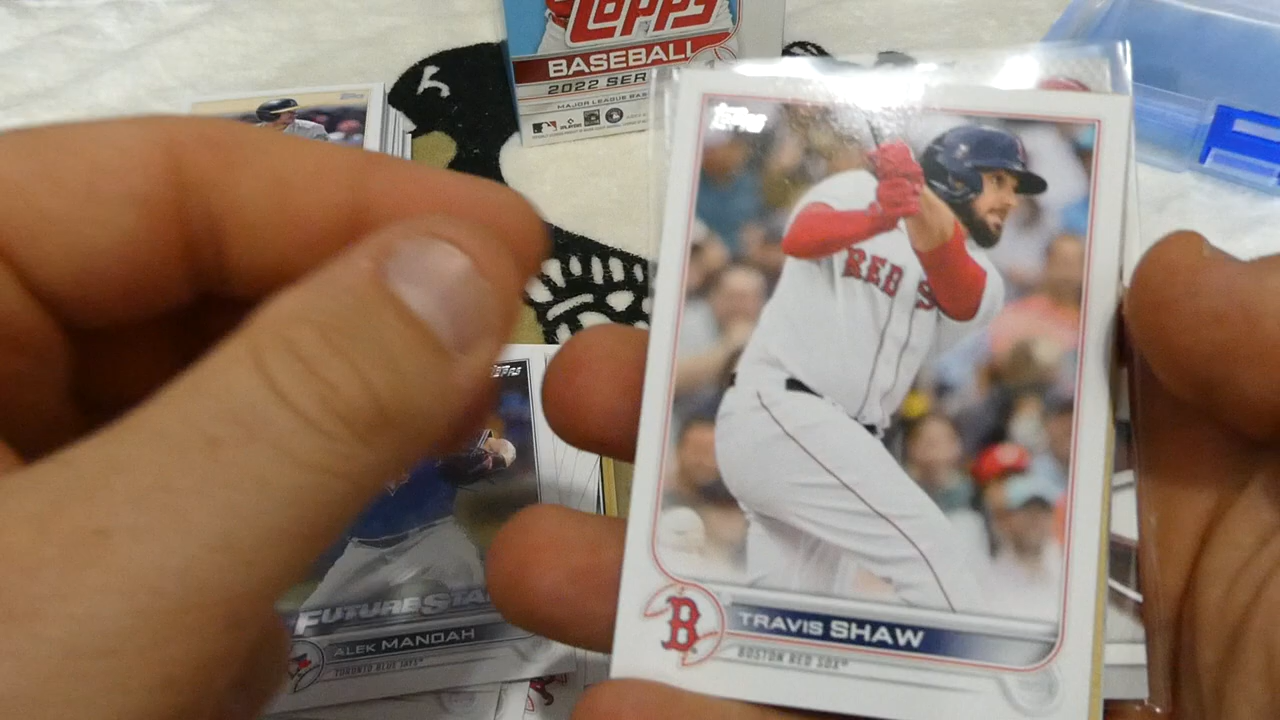 Topps
BASEBALL
2022 SER
MAJOR LEAGUE BAS
Topps
RED S
B
TRAVIS SHAW
BOSTON RED SOX
FUTURE STA
ALEK MANOAH
TORONTO BLUE JAYS